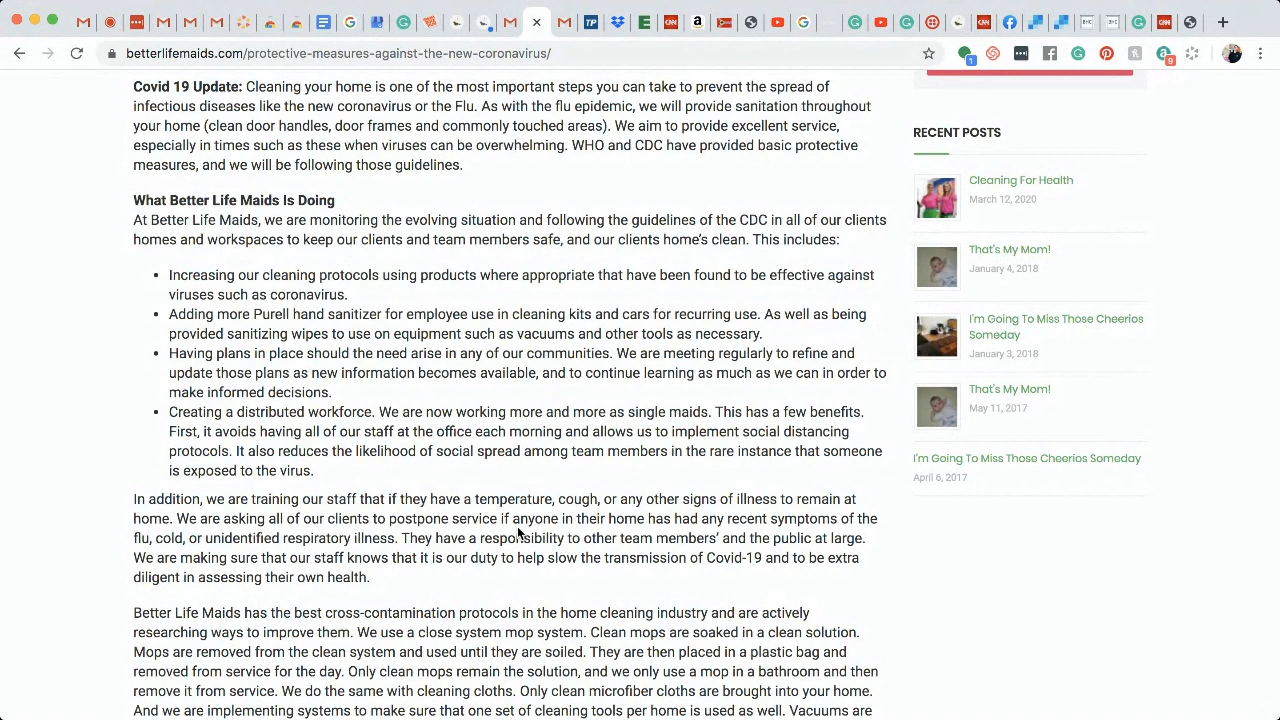 betterlifemaids.com/protective-measures-against-the-new-coronavirus/
Covid 19 Update: Cleaning your home is one of the most important steps you can take to prevent the spread of
infectious diseases like the new coronavirus or the Flu. As with the flu epidemic, we will provide sanitation throughout
your home (clean door handles, door frames and commonly touched areas). We aim to provide excellent service,
especially in times such as these when viruses can be overwhelming. WHO and CDC have provided basic protective
measures, and we will be following those guidelines.
What Better Life Maids Is Doing
At Better Life Maids, we are monitoring the evolving situation and following the guidelines of the CDC in all of our clients
homes and workspaces to keep our clients and team members safe, and our clients home's clean. This includes:
• Increasing our cleaning protocols using products where appropriate that have been found to be effective against
viruses such as coronavirus.
• Adding more Purell hand sanitizer for employee use in cleaning kits and cars for recurring use. As well as being
provided sanitizing sprays to use on equipment such as vacuums and other tools as necessary.
• Having plans in place should the need arise in any of our communities. We are meeting regularly to refine and
update those plans as new information becomes available, and to continue learning as much as we can in order to
make informed decisions.
• Creating a distributed workforce. We are now working more and more as single maids. This has a few benefits.
First, it avoids having all of our staff at the office each morning and allows us to implement social distancing
protocols. It also reduces the likelihood of social spread among team members in the rare instance that someone
is exposed to the virus.
In addition, we are training our staff that if they have a temperature, cough, or any other signs of illness to remain at
home. We are asking all of our clients to postpone service if anyone in their home has had any recent symptoms of the
flu, cold, or unidentified respiratory illness. They have a responsibility to other team members' and the public at large.
We are making sure that our staff knows that it is our duty to help slow the transmission of Covid-19 and to be extra
diligent in assessing their own health.
Better Life Maids has the best cross-contamination protocols in the home cleaning industry and are actively
researching ways to improve them. We use a close system mop system. Clean mops are soaked in a clean solution.
Mops are removed from the clean system and used until they are soiled. They are then placed in a plastic bag and
removed from service for the day. Only clean mops remain the solution, and we only use a mop in a bathroom and then
remove it from service. We do the same with cleaning cloths. Only clean microfiber cloths are brought into your home.
And we are implementing systems to make sure that one set of cleaning tools per home is used as well. Vacuums are
RECENT POSTS
Cleaning For Health
March 12, 2020
That's My Mom!
January 4, 2018
I'm Going To Miss Those Cheerios
Someday
January 3, 2018
That's My Mom!
May 11, 2017
I'm Going To Miss Those Cheerios Someday
April 6, 2017